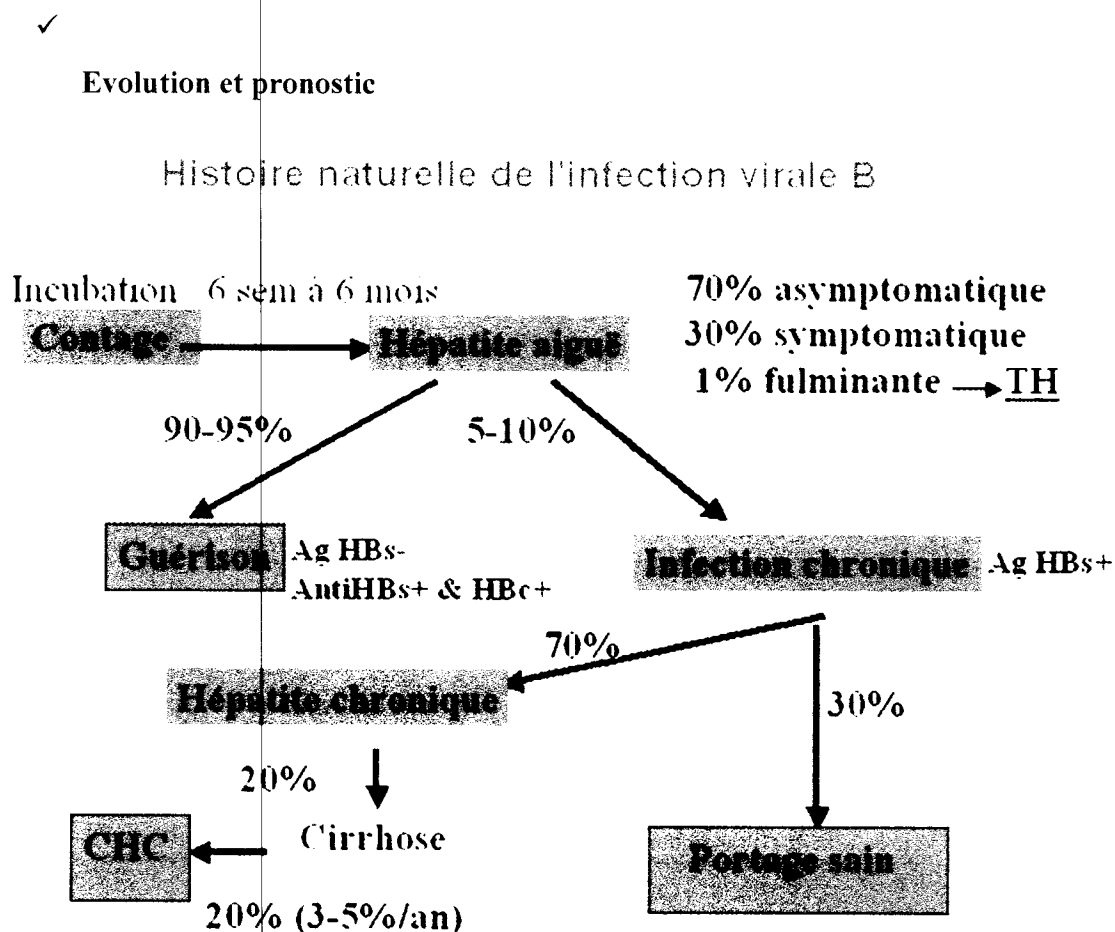 ✓
Evolution et pronostic
Histoire naturelle de l'infection virale B
Incubation 6 sem à 6 mois
Contage
Hépatite aiguë
70% asymptomatique
30% symptomatique
1% fulminante → TH
90-95%
5-10%
Guérison
Ag HBs-
AntiHBs+ & HBc+
Infection chronique
Ag HBs+
70%
Hépatite chronique
30%
20%
Cirrhose
CHC
Portage sain
20% (3-5%/an)